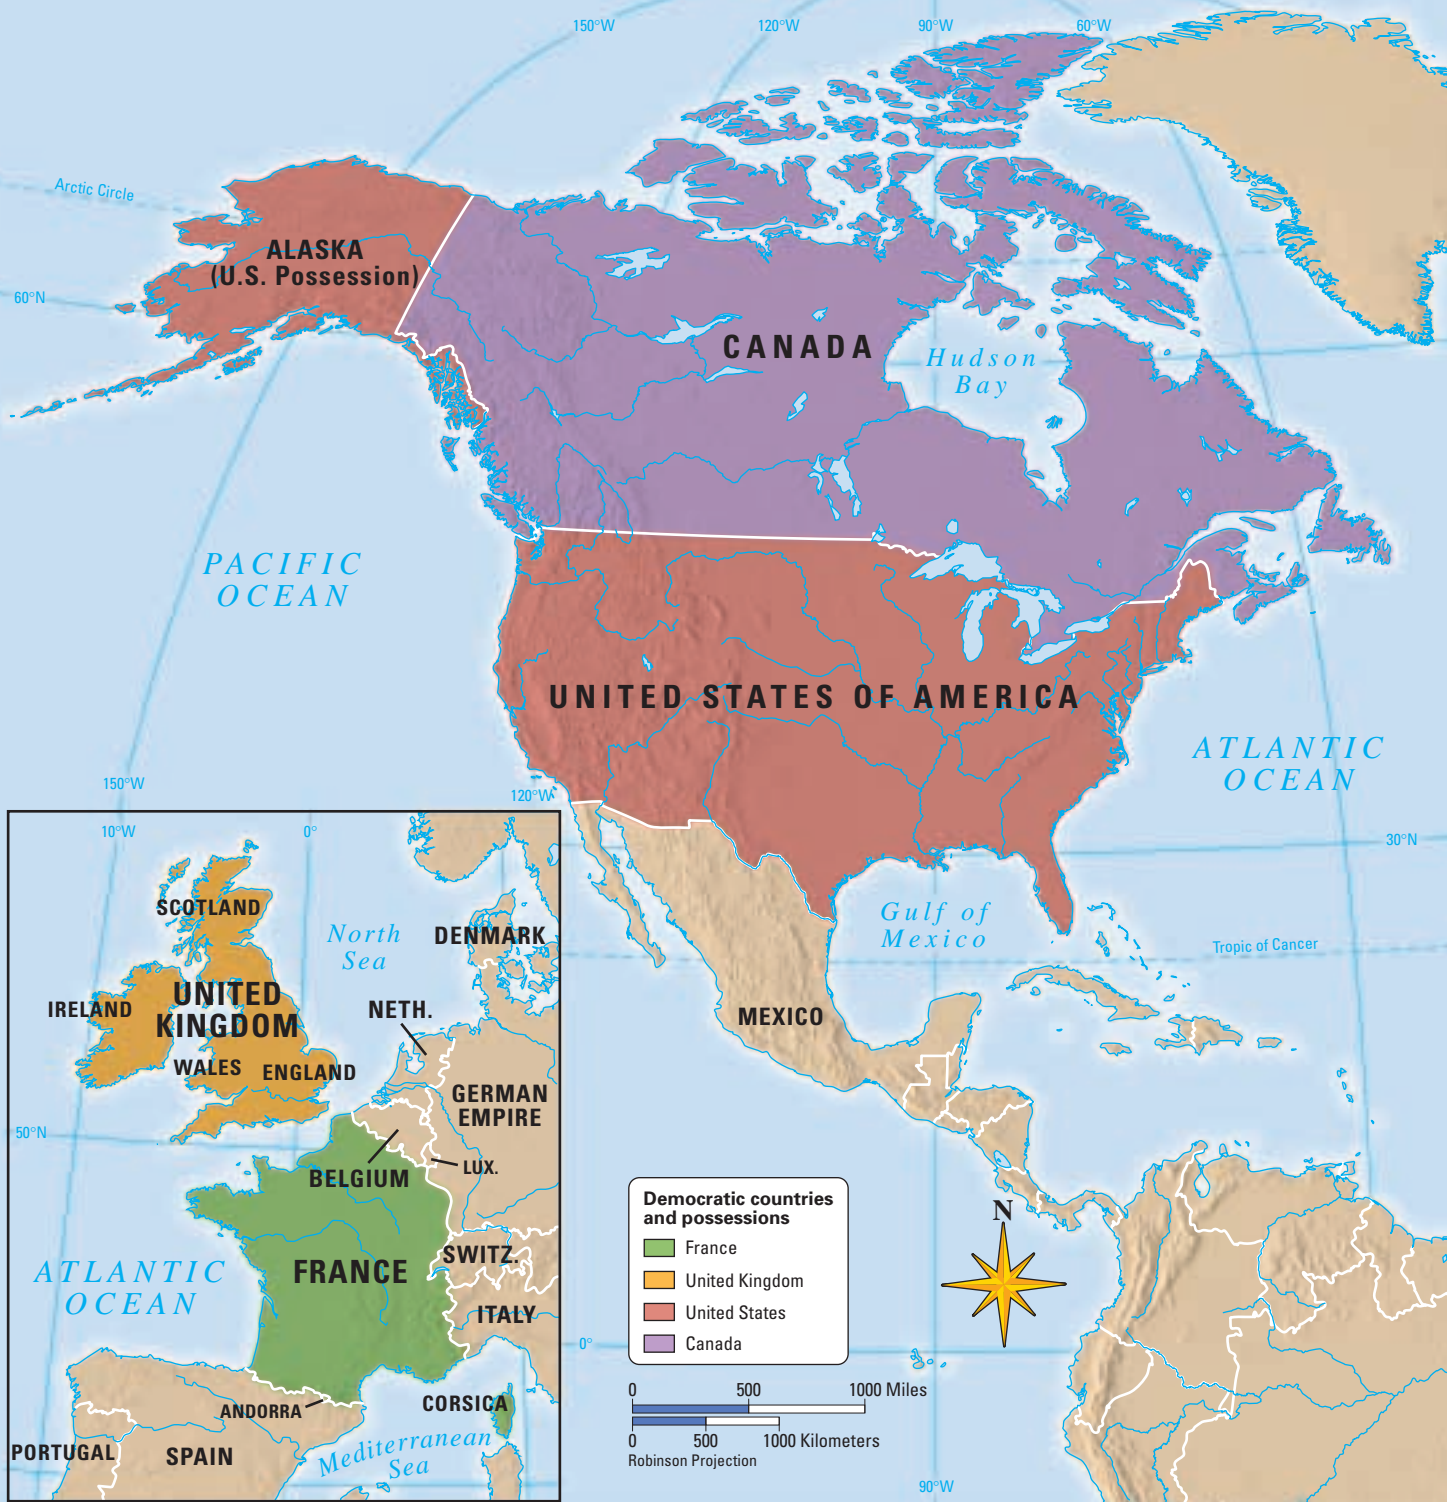 150°W
120°W
90°W
60°W
Arctic Circle
ALASKA
(U.S. Possession)
60°N
CANADA
Hudson
Bay
PACIFIC
OCEAN
UNITED STATES OF AMERICA
ATLANTIC
OCEAN
150°W
120°W
30°N
Gulf of
Mexico
Tropic of Cancer
MEXICO
10°W
0°
SCOTLAND
North
Sea
DENMARK
IRELAND
UNITED
KINGDOM
NETH.
WALES
ENGLAND
GERMAN
EMPIRE
50°N
BELGIUM
LUX.
FRANCE
SWITZ.
ATLANTIC
OCEAN
ITALY
CORSICA
ANDORRA
PORTUGAL
SPAIN
Mediterranean
Sea
Democratic countries
and possessions
France
United Kingdom
United States
Canada
N
0°
0 500 1000 Miles
0 500 1000 Kilometers
Robinson Projection
90°W